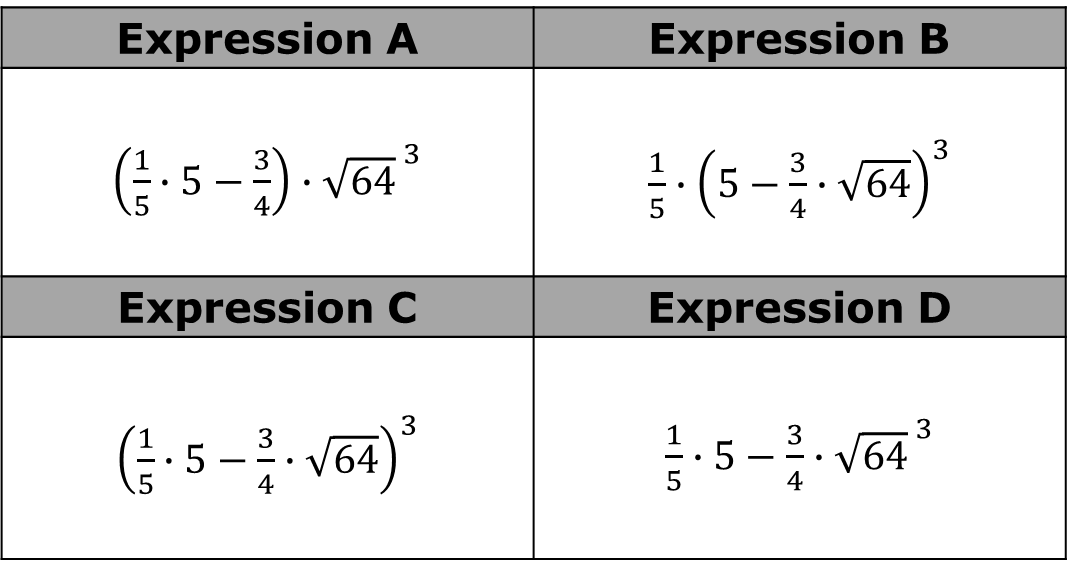 Expression A Expression B
(1/5 · 5 − 3/4) · √64 ³ 1/5 · (5 − 3/4 · √64)³
Expression C Expression D
(1/5 · 5 − 3/4 · √64)³ 1/5 · 5 − 3/4 · √64 ³